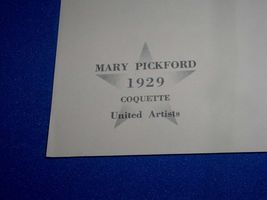 MARY PICKFORD
1929
COQUETTE
United Artists